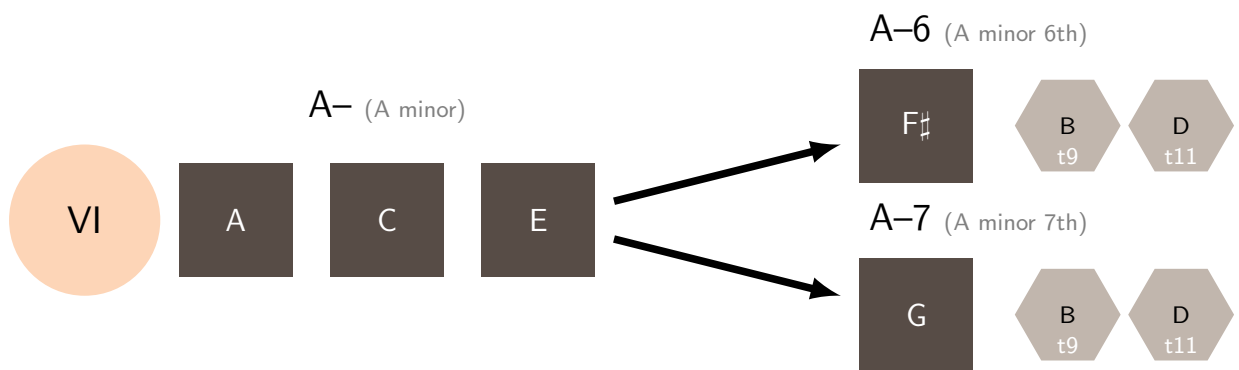 A–6 (A minor 6th)
A– (A minor)
F♯
B
t9
D
t11
VI
A
C
E
A–7 (A minor 7th)
G
B
t9
D
t11